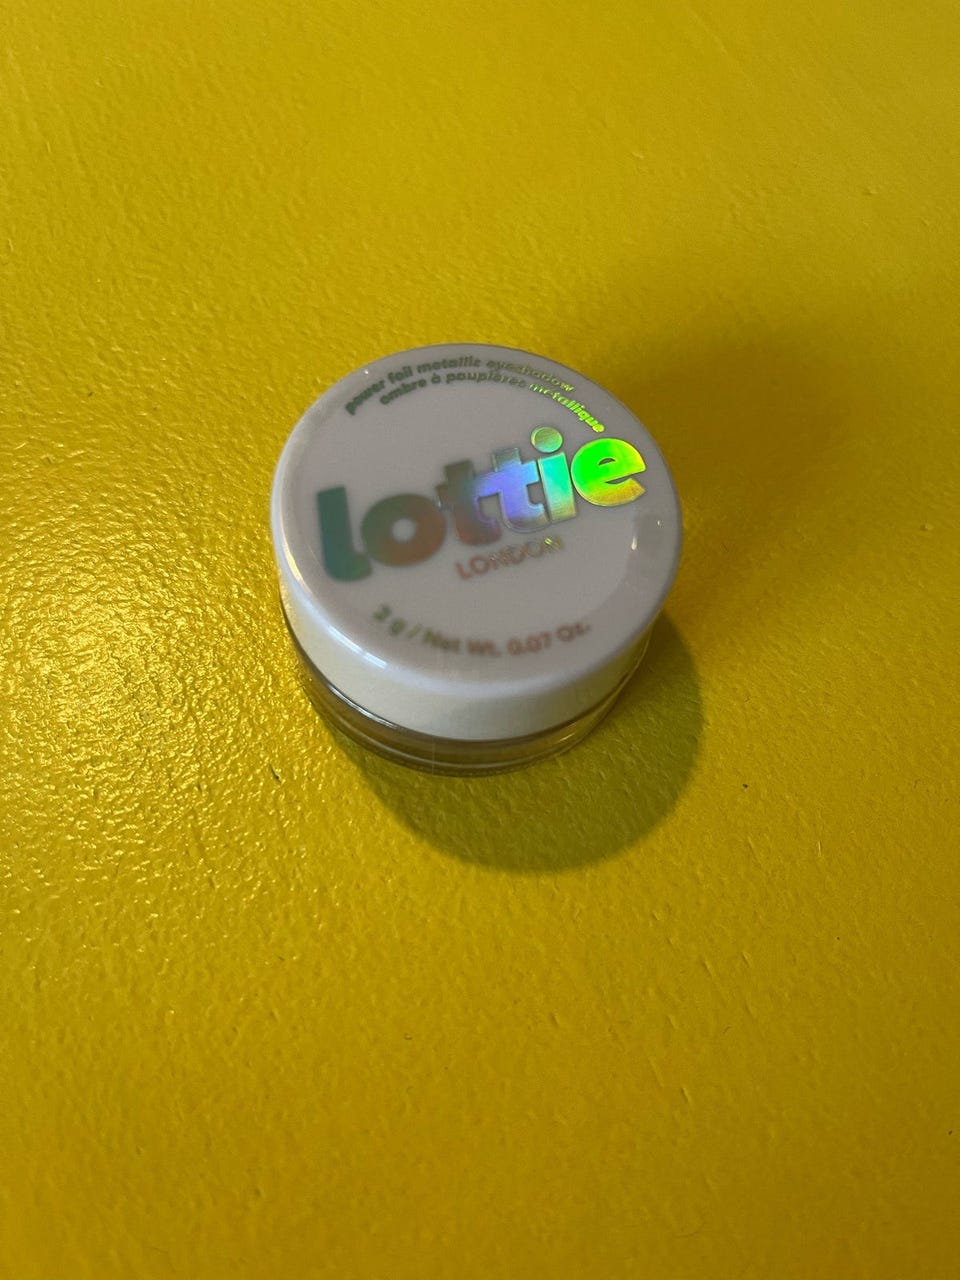 power foil metallic eyeshadow
ombre à paupières métallique
lottie
LONDON
2 g / Net Wt. 0.07 Oz.